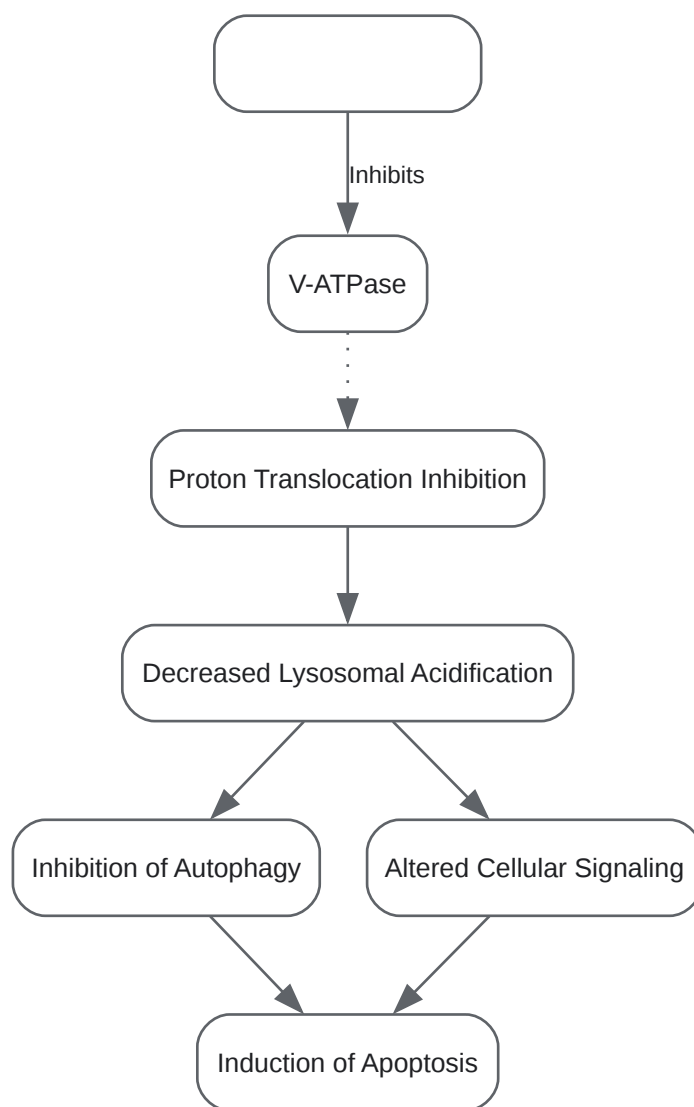 Inhibits
V-ATPase
Proton Translocation Inhibition
Decreased Lysosomal Acidification
Inhibition of Autophagy
Altered Cellular Signaling
Induction of Apoptosis